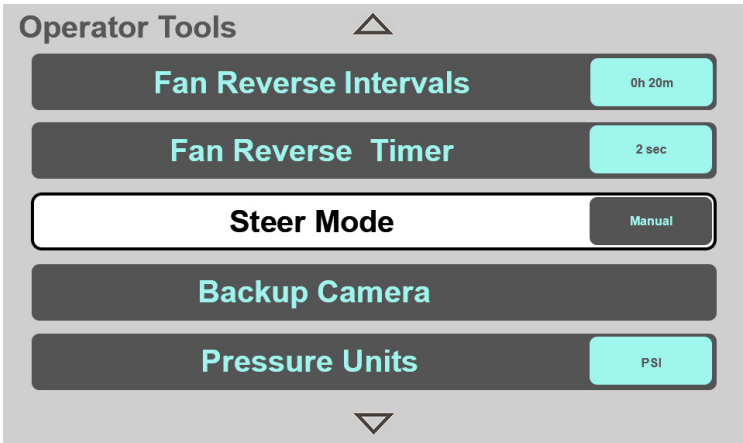 Operator Tools
Fan Reverse Intervals 0h 20m
Fan Reverse Timer 2 sec
Steer Mode Manual
Backup Camera
Pressure Units PSI